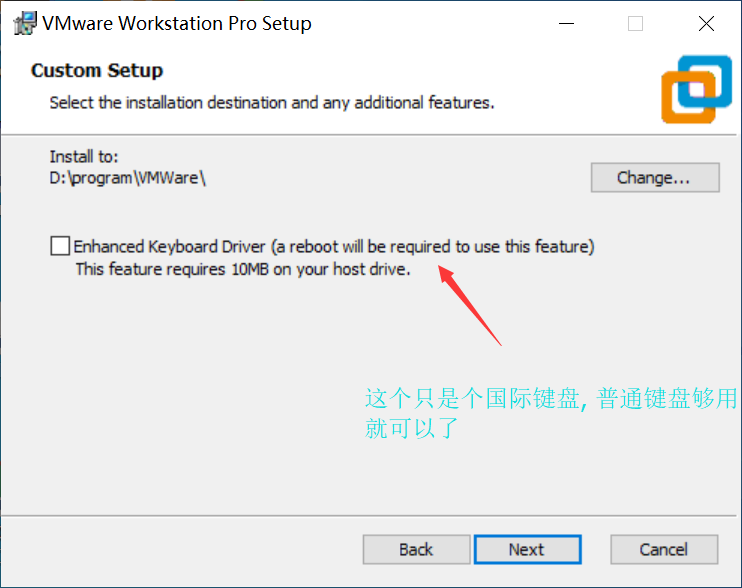 VMware Workstation Pro Setup
Custom Setup
Select the installation destination and any additional features.
Install to:
D:\program\VMWare\
Change...
Enhanced Keyboard Driver (a reboot will be required to use this feature)
This feature requires 10MB on your host drive.
这个只是个国际键盘, 普通键盘够用
就可以了
Back
Next
Cancel